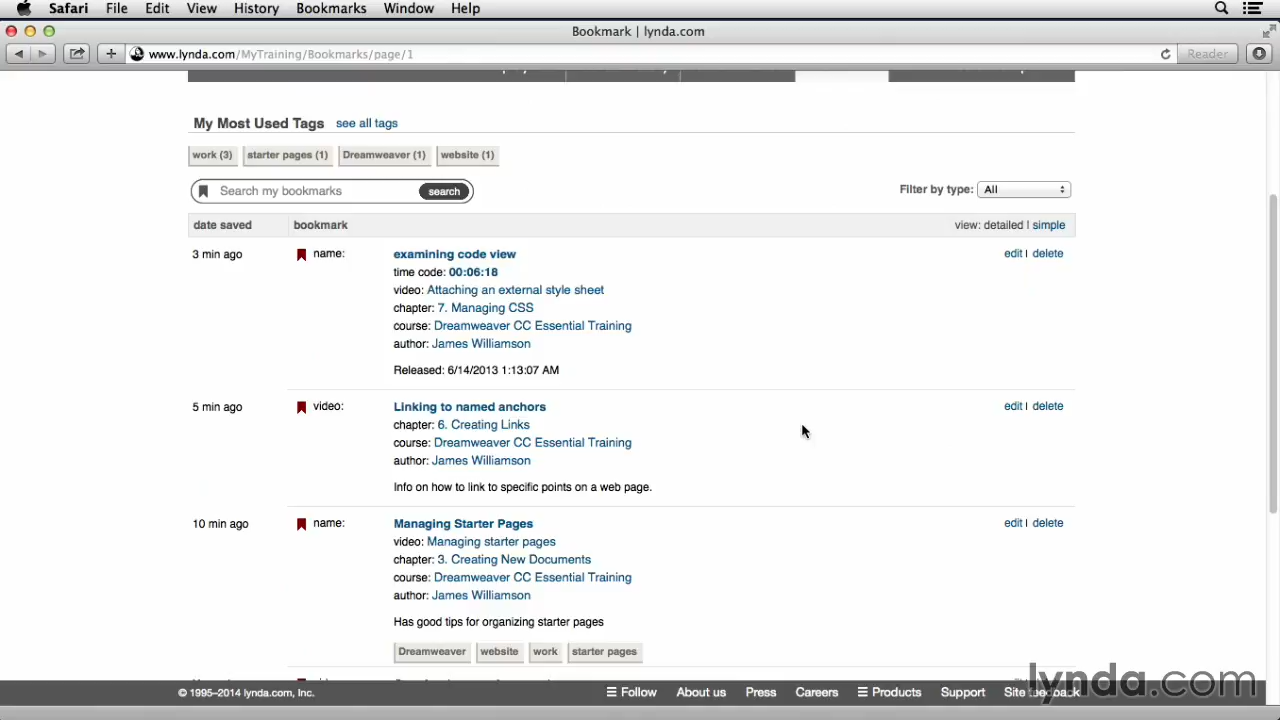 Safari File Edit View History Bookmarks Window Help
Bookmark | lynda.com
www.lynda.com/MyTraining/Bookmarks/page/1
Reader
My Most Used Tags see all tags
work (3) starter pages (1) Dreamweaver (1) website (1)
Search my bookmarks search
Filter by type: All
date saved bookmark view: detailed | simple
3 min ago name: examining code view edit | delete
time code: 00:06:18
video: Attaching an external style sheet
chapter: 7. Managing CSS
course: Dreamweaver CC Essential Training
author: James Williamson
Released: 6/14/2013 1:13:07 AM
5 min ago video: Linking to named anchors edit | delete
chapter: 6. Creating Links
course: Dreamweaver CC Essential Training
author: James Williamson
Info on how to link to specific points on a web page.
10 min ago name: Managing Starter Pages edit | delete
video: Managing starter pages
chapter: 3. Creating New Documents
course: Dreamweaver CC Essential Training
author: James Williamson
Has good tips for organizing starter pages
Dreamweaver website work starter pages
© 1995–2014 lynda.com, Inc. Follow About us Press Careers Products Support Site feedback
lynda.com